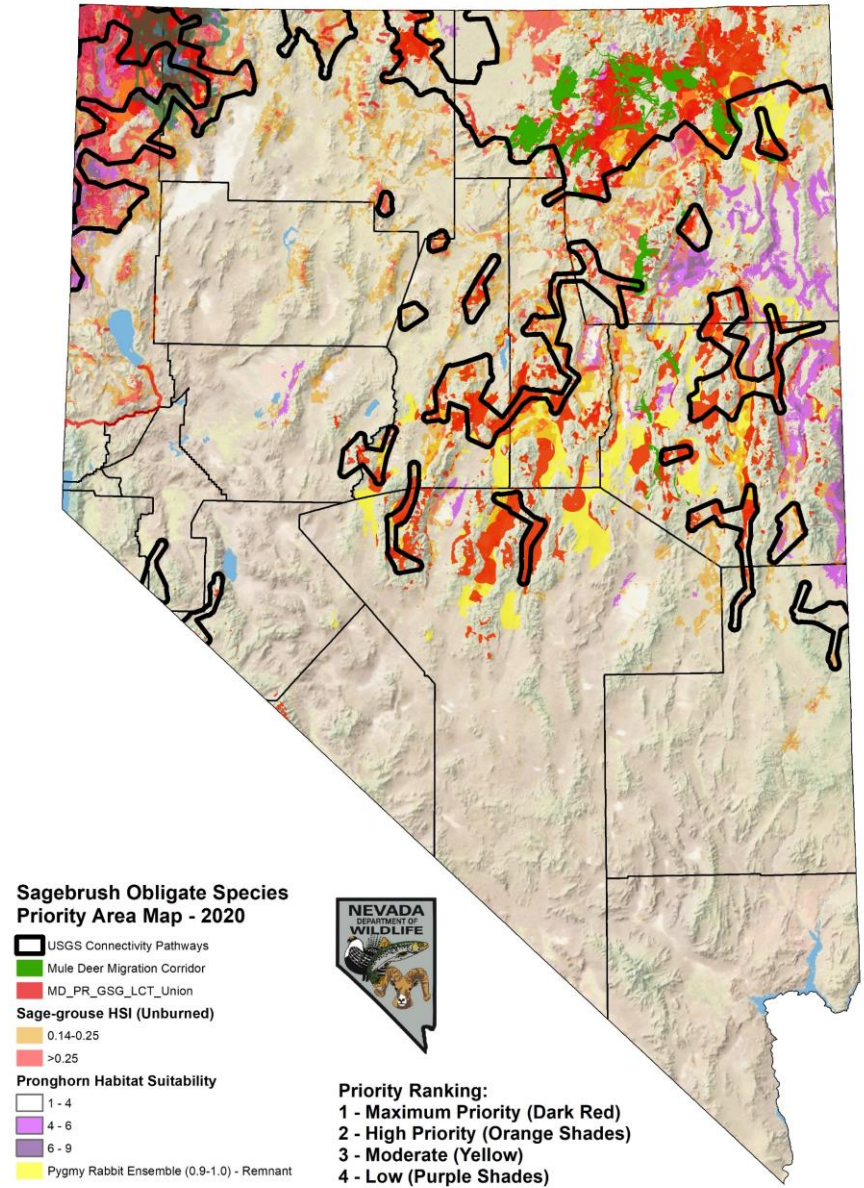 Sagebrush Obligate Species
Priority Area Map - 2020
USGS Connectivity Pathways
Mule Deer Migration Corridor
MD_PR_GSG_LCT_Union
Sage-grouse HSI (Unburned)
0.14-0.25
>0.25
Pronghorn Habitat Suitability
1 - 4
4 - 6
6 - 9
Pygmy Rabbit Ensemble (0.9-1.0) - Remnant
NEVADA
DEPARTMENT OF
WILDLIFE
Priority Ranking:
1 - Maximum Priority (Dark Red)
2 - High Priority (Orange Shades)
3 - Moderate (Yellow)
4 - Low (Purple Shades)